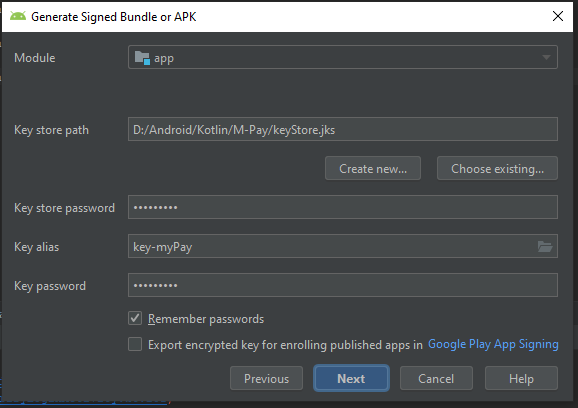 Generate Signed Bundle or APK
Module
app
Key store path
D:/Android/Kotlin/M-Pay/keyStore.jks
Create new... Choose existing...
Key store password
•••••••••
Key alias
key-myPay
Key password
•••••••••
Remember passwords
Export encrypted key for enrolling published apps in Google Play App Signing
Previous Next Cancel Help